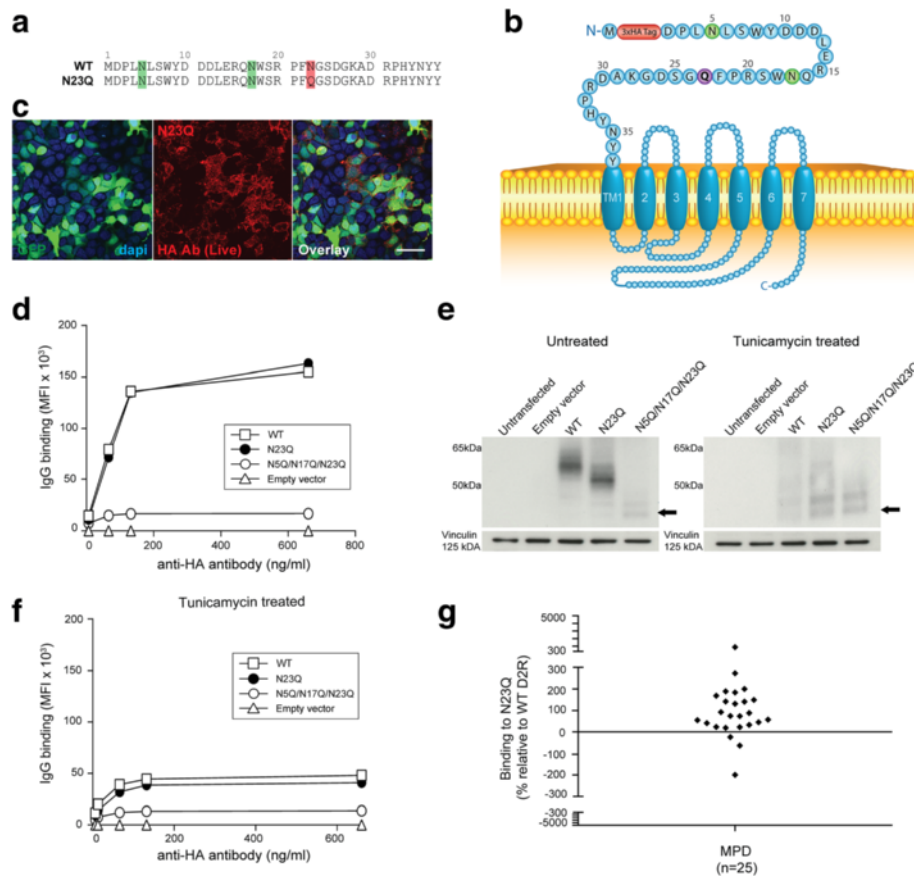 a
1 10 20 30
WT MDPLNLSWYD DDLERQNWSR PFNGSDGKAD RPHYNYY
N23Q MDPLNLSWYD DDLERQNWSR PFQGSDGKAD RPHYNYY
b
5 10
N- M 3xHA Tag D P L N L S W Y D D D
L
E
R
15
30 25 20
D A K G D S G Q F P R S W N Q
R
P
H
Y
N 35
Y
Y
TM1 2 3 4 5 6 7
C-
c
N23Q
GFP dapi HA Ab (Live) Overlay
d
IgG binding (MFI x 10³)
200
150
100
50
0
0 200 400 600 800
anti-HA antibody (ng/ml)
WT
N23Q
N5Q/N17Q/N23Q
Empty vector
e
Untreated Tunicamycin treated
Untransfected Empty vector WT N23Q N5Q/N17Q/N23Q
Untransfected Empty vector WT N23Q N5Q/N17Q/N23Q
65kDa 65kDa
50kDa 50kDa
Vinculin Vinculin
125 kDA 125 kDA
f
Tunicamycin treated
IgG binding (MFI x 10³)
200
150
100
50
0
0 200 400 600
anti-HA antibody (ng/ml)
WT
N23Q
N5Q/N17Q/N23Q
Empty vector
g
Binding to N23Q
(% relative to WT D2R)
5000
300
300
200
100
0
-100
-200
-300
-300
-5000
MPD
(n=25)